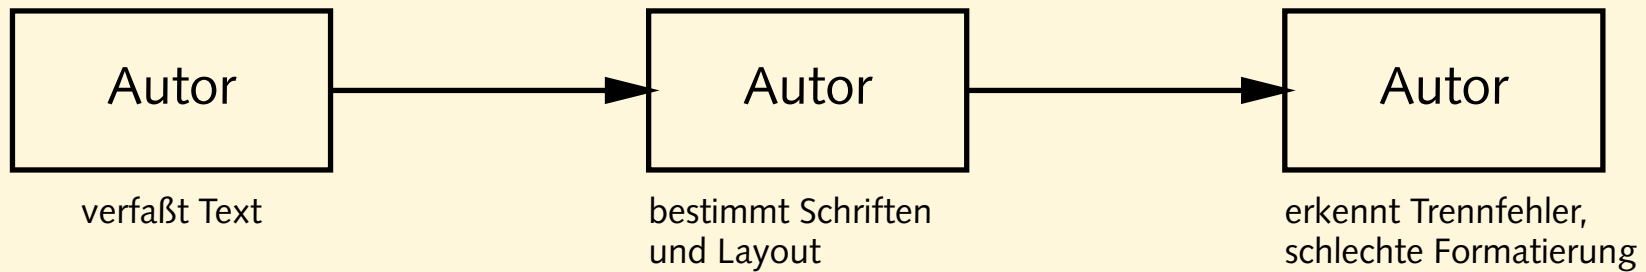 Autor
verfaßt Text
Autor
bestimmt Schriften
und Layout
Autor
erkennt Trennfehler,
schlechte Formatierung